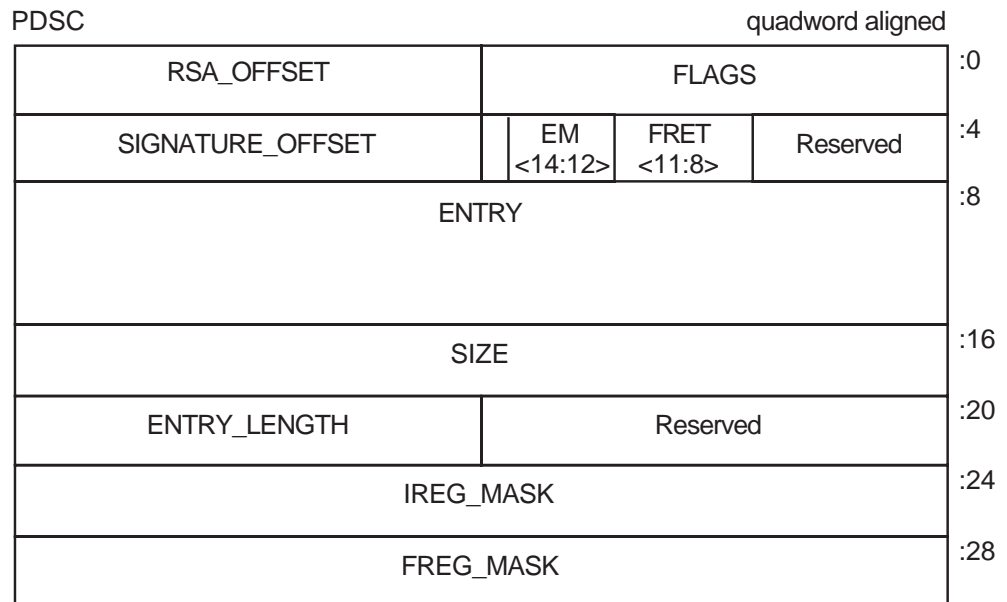 PDSC quadword aligned
RSA_OFFSET FLAGS :0
SIGNATURE_OFFSET EM FRET Reserved :4
<14:12> <11:8>
ENTRY :8
SIZE :16
ENTRY_LENGTH Reserved :20
IREG_MASK :24
FREG_MASK :28